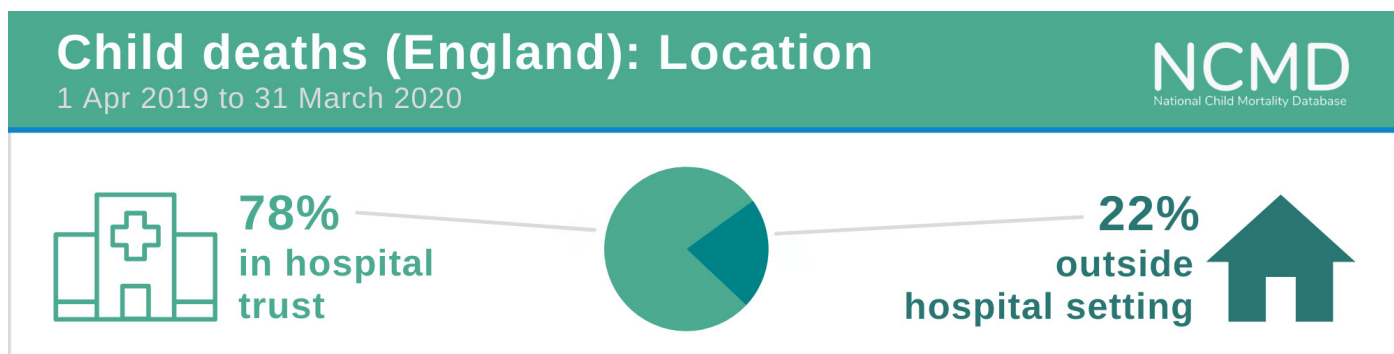 Child deaths (England): Location
1 Apr 2019 to 31 March 2020
NCMD
National Child Mortality Database
78%
in hospital
trust
22%
outside
hospital setting